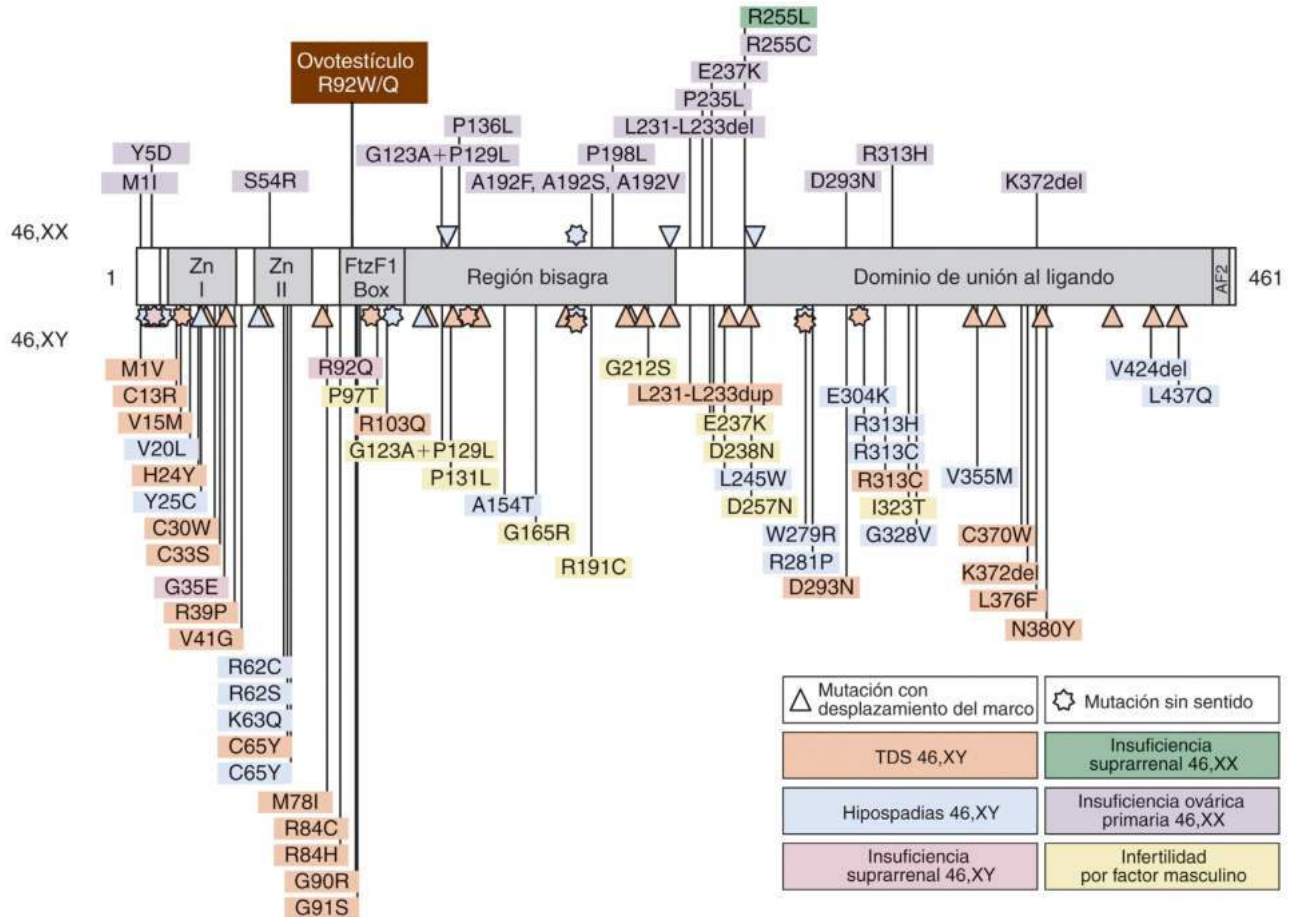 R255L
R255C
Ovotestículo
R92W/Q
E237K
P235L
P136L
L231-L233del
Y5D
G123A+P129L
P198L
R313H
M1I
S54R
A192F, A192S, A192V
D293N
K372del
46,XX
1
Zn
I
Zn
II
FtzF1
Box
Región bisagra
Dominio de unión al ligando
AF2
461
46,XY
M1V
R92Q
G212S
V424del
C13R
P97T
L231-L233dup
E304K
L437Q
V15M
R103Q
E237K
R313H
V20L
G123A+P129L
D238N
R313C
H24Y
P131L
L245W
R313C
V355M
Y25C
A154T
D257N
I323T
C30W
G165R
W279R
G328V
C370W
C33S
R191C
R281P
G35E
D293N
K372del
R39P
L376F
V41G
N380Y
R62C
R62S
K63Q
C65Y
C65Y
M78I
R84C
R84H
G90R
G91S
Mutación con
desplazamiento del marco
Mutación sin sentido
TDS 46,XY
Insuficiencia
suprarrenal 46,XX
Hipospadias 46,XY
Insuficiencia ovárica
primaria 46,XX
Insuficiencia
suprarrenal 46,XY
Infertilidad
por factor masculino